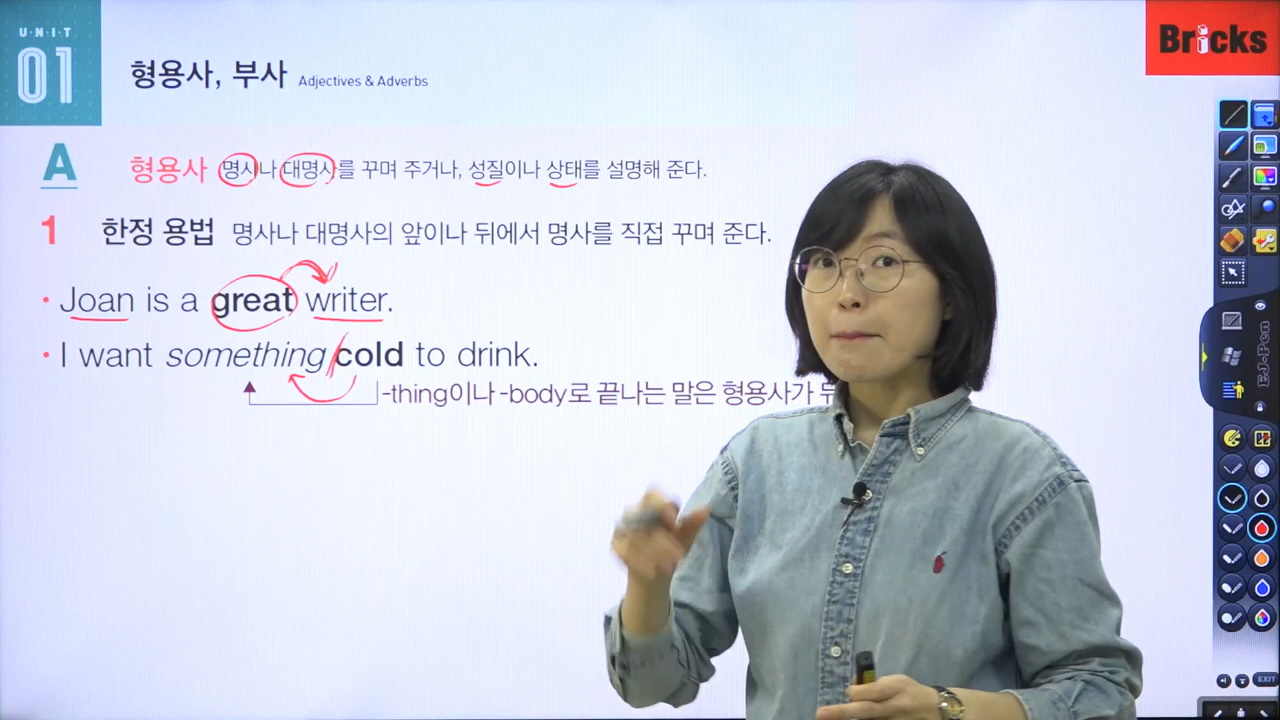 U·N·I·T
01
형용사, 부사 Adjectives & Adverbs
Bricks
A
형용사 명사나 대명사를 꾸며 주거나, 성질이나 상태를 설명해 준다.
1 한정 용법 명사나 대명사의 앞이나 뒤에서 명사를 직접 꾸며 준다.
• Joan is a great writer.
• I want something cold to drink.
-thing이나 -body로 끝나는 말은 형용사가
E.J-Pen
EXIT